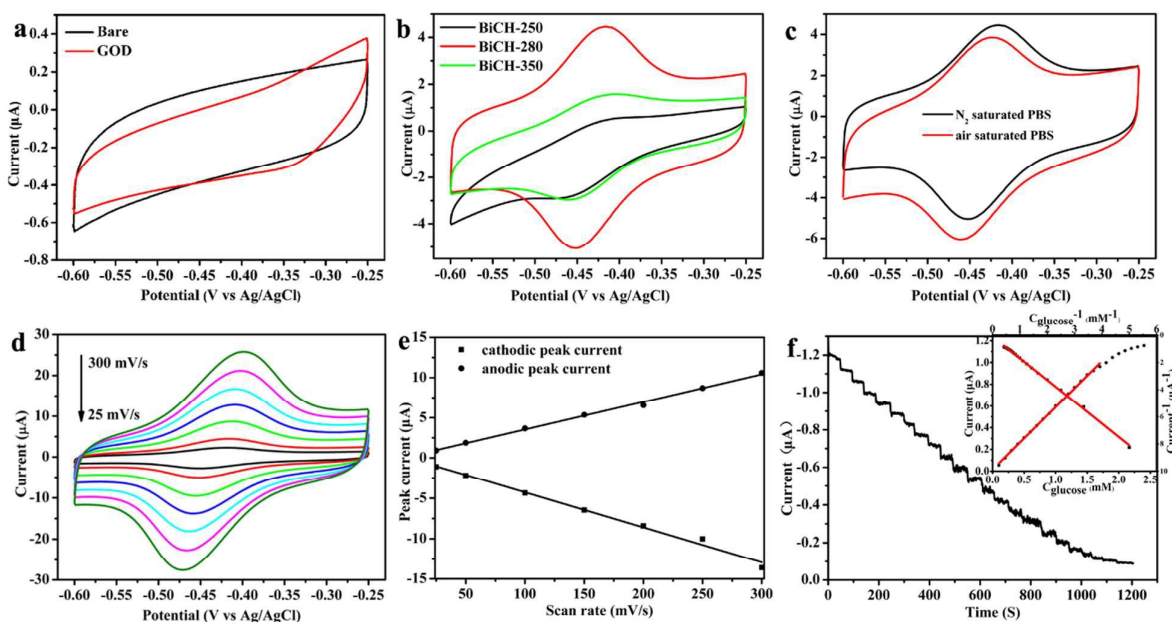 a
Bare
GOD
0.4
0.2
0.0
-0.2
-0.4
-0.6
-0.8
Current (μA)
-0.60 -0.55 -0.50 -0.45 -0.40 -0.35 -0.30 -0.25
Potential (V vs Ag/AgCl)
b
BiCH-250
BiCH-280
BiCH-350
4
2
0
-2
-4
Current (μA)
-0.60 -0.55 -0.50 -0.45 -0.40 -0.35 -0.30 -0.25
Potential (V vs Ag/AgCl)
c
N2 saturated PBS
air saturated PBS
4
2
0
-2
-4
-6
Current (μA)
-0.60 -0.55 -0.50 -0.45 -0.40 -0.35 -0.30 -0.25
Potential (V vs Ag/AgCl)
d
300 mV/s
25 mV/s
30
20
10
0
-10
-20
-30
Current (μA)
-0.60 -0.55 -0.50 -0.45 -0.40 -0.35 -0.30 -0.25
Potential (V vs Ag/AgCl)
e
cathodic peak current
anodic peak current
15
10
5
0
-5
-10
-15
Peak current (μA)
50 100 150 200 250 300
Scan rate (mV/s)
f
-1.2
-1.0
-0.8
-0.6
-0.4
-0.2
0.0
Current (μA)
0 200 400 600 800 1000 1200
Time (S)
Cglucose-1 (mM-1)
0 1 2 3 4 5 6
1.2
1.0
0.8
0.6
0.4
0.2
0.0
Current (μA)
0
2
4
6
8
10
Current-1 (μA-1)
0.0 0.5 1.0 1.5 2.0 2.5
Cglucose (mM)